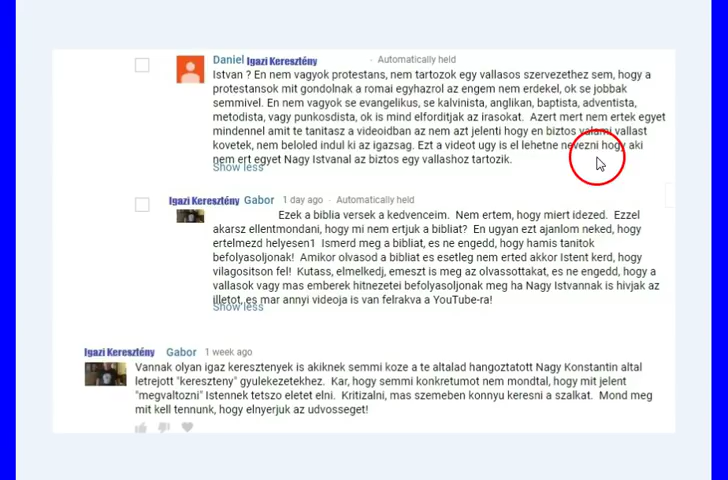 Daniel Igazi Keresztény · Automatically held
Istvan ? En nem vagyok protestans, nem tartozok egy vallasos szervezethez sem, hogy a
protestansok mit gondolnak a romai egyhazrol az engem nem erdekel, ok se jobbak
semmivel. En nem vagyok se evangelikus, se kalvinista, anglikan, baptista, adventista,
metodista, vagy punkosdista, ok is mind elforditjak az irasokat. Azert mert nem ertek egyet
mindennel amit te tanitasz a videoidban az nem azt jelenti hogy en biztos valami vallast
kovetek, nem beloled indul ki az igazsag. Ezt a videot ugy is el lehetne nevezni hogy aki
nem ert egyet Nagy Istvanal az biztos egy vallashoz tartozik.
Show less
Igazi Keresztény Gabor 1 day ago · Automatically held
Ezek a biblia versek a kedvenceim. Nem ertem, hogy miert idezed. Ezzel
akarsz ellentmondani, hogy mi nem ertjuk a bibliat? En ugyan ezt ajanlom neked, hogy
ertelmezd helyesen1 Ismerd meg a bibliat, es ne engedd, hogy hamis tanitok
befolyasoljonak! Amikor olvasod a bibliat es esetleg nem erted akkor Istent kerd, hogy
vilagositson fel! Kutass, elmelkedj, emeszt is meg az olvassottakat, es ne engedd, hogy a
vallasok vagy mas emberek hitnezetei befolyasoljonak meg ha Nagy Istvannak is hivjak az
illetot, es mar annyi videoja is van felrakva a YouTube-ra!
Show less
Igazi Keresztény Gabor 1 week ago
Vannak olyan igaz keresztenyek is akiknek semmi koze a te altalad hangoztatott Nagy Konstantin altal
letrejott "kereszteny" gyulekezetekhez. Kar, hogy semmi konkretumot nem mondtal, hogy mit jelent
"megvaltozni" Istennek tetszo eletet elni. Kritizalni, mas szemeben konnyu keresni a szalkat. Mond meg
mit kell tennunk, hogy elnyerjuk az udvosseget!